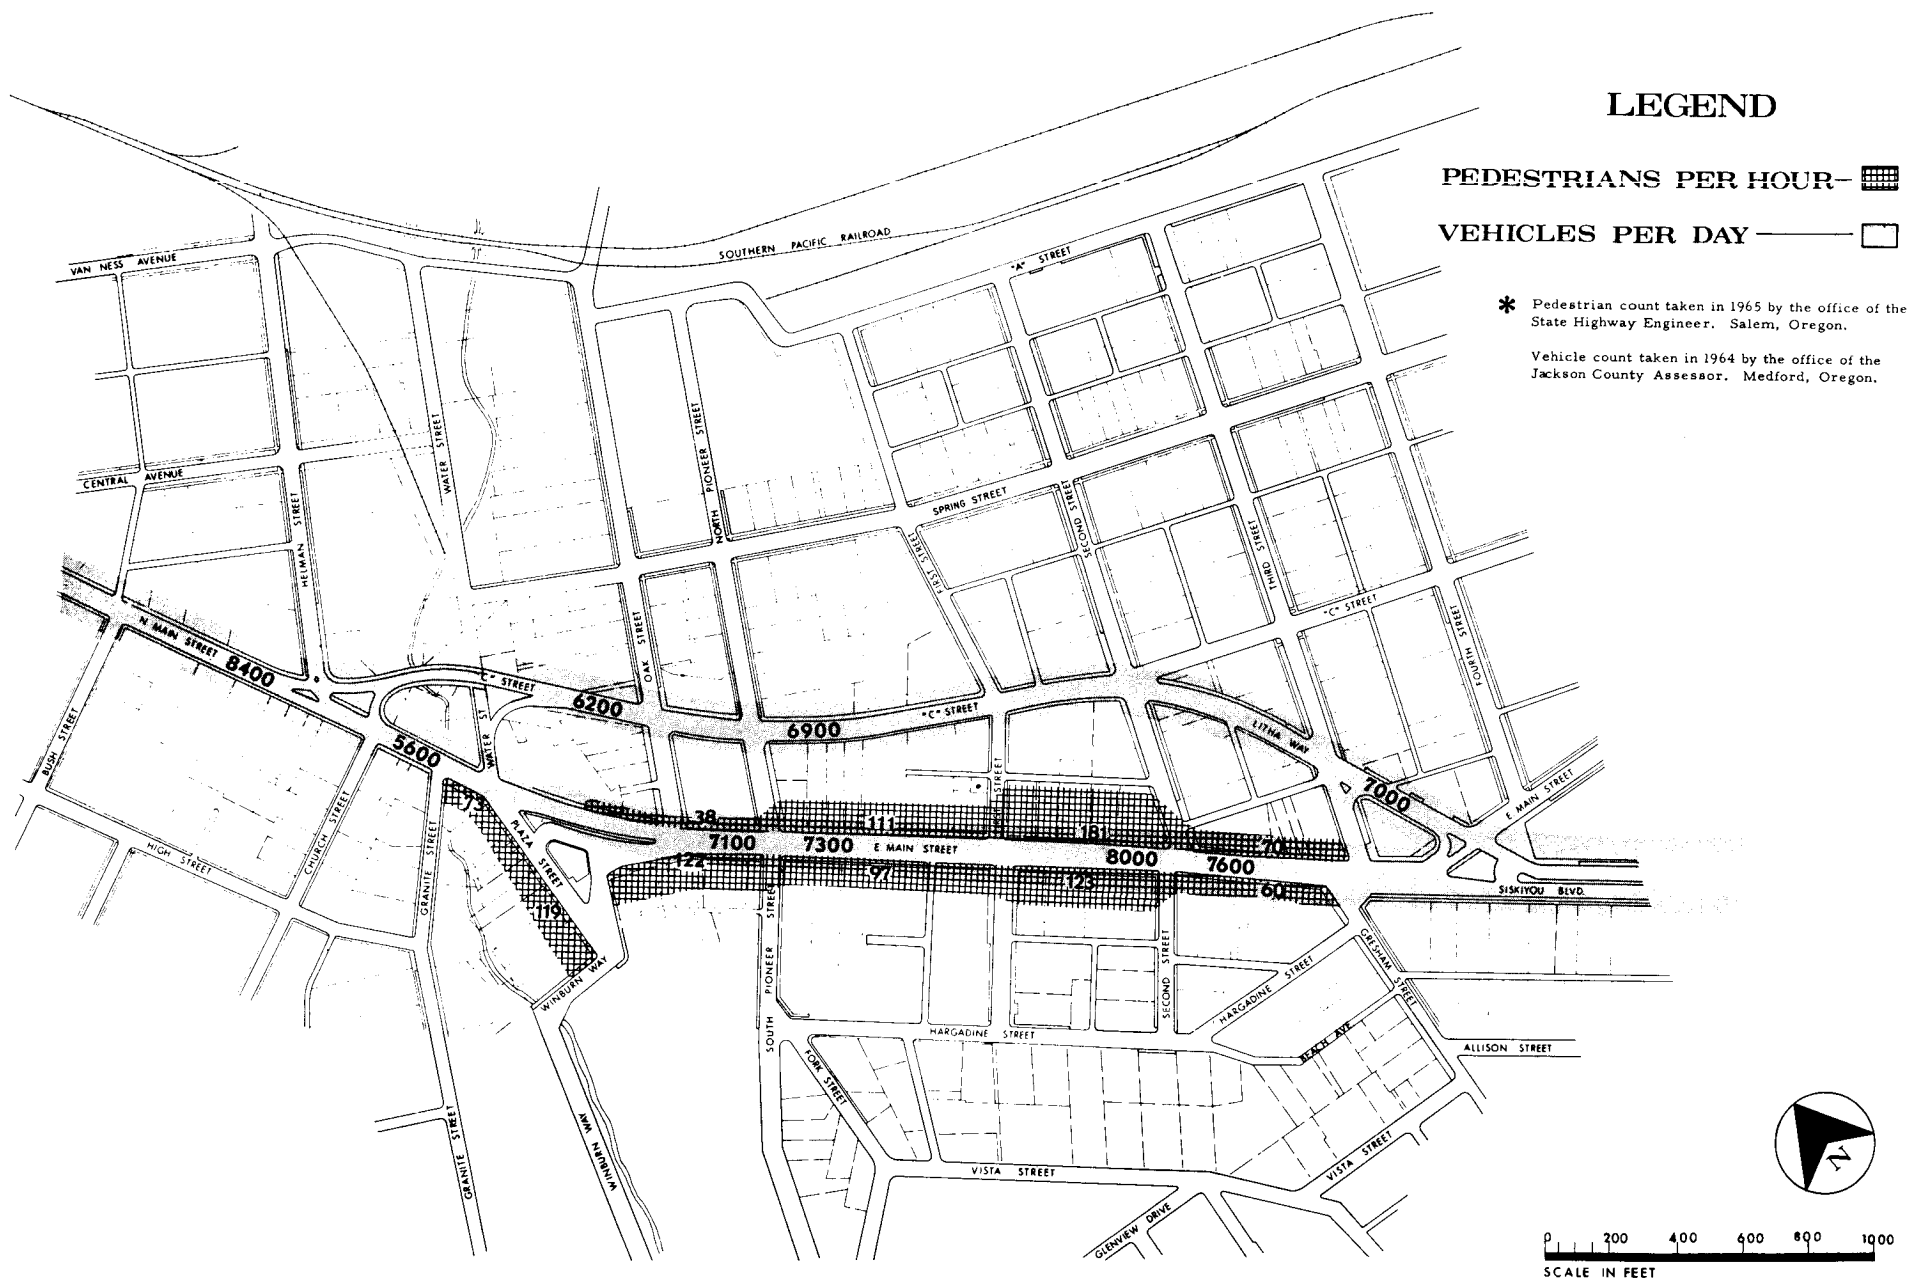 LEGEND
PEDESTRIANS PER HOUR
VEHICLES PER DAY
* Pedestrian count taken in 1965 by the office of the
State Highway Engineer. Salem, Oregon.
Vehicle count taken in 1964 by the office of the
Jackson County Assessor. Medford, Oregon.
SOUTHERN PACIFIC RAILROAD
VAN NESS AVENUE
"A" STREET
WATER STREET
NORTH PIONEER STREET
CENTRAL AVENUE
HELMAN STREET
SPRING STREET
SECOND STREET
FIRST STREET
THIRD STREET
"C" STREET
FOURTH STREET
OAK STREET
N MAIN STREET
8400
"C" STREET
6200
6900
"C" STREET
LITHA WAY
7000
E MAIN STREET
BUSH STREET
5600
WATER ST
CHURCH STREET
HIGH STREET
GRANITE STREET
73
PLAZA STREET
119
38
111
181
70
7100
7300
E MAIN STREET
8000
7600
122
97
123
60
SISKIYOU BLVD.
WINBURN WAY
SOUTH PIONEER STREET
SECOND STREET
HARGADINE STREET
GRESHAM STREET
HARGADINE STREET
BEACH AVE
ALLISON STREET
FORK STREET
GRANITE STREET
WINBURN WAY
VISTA STREET
VISTA STREET
GLENVIEW DRIVE
N
0 200 400 600 800 1000
SCALE IN FEET